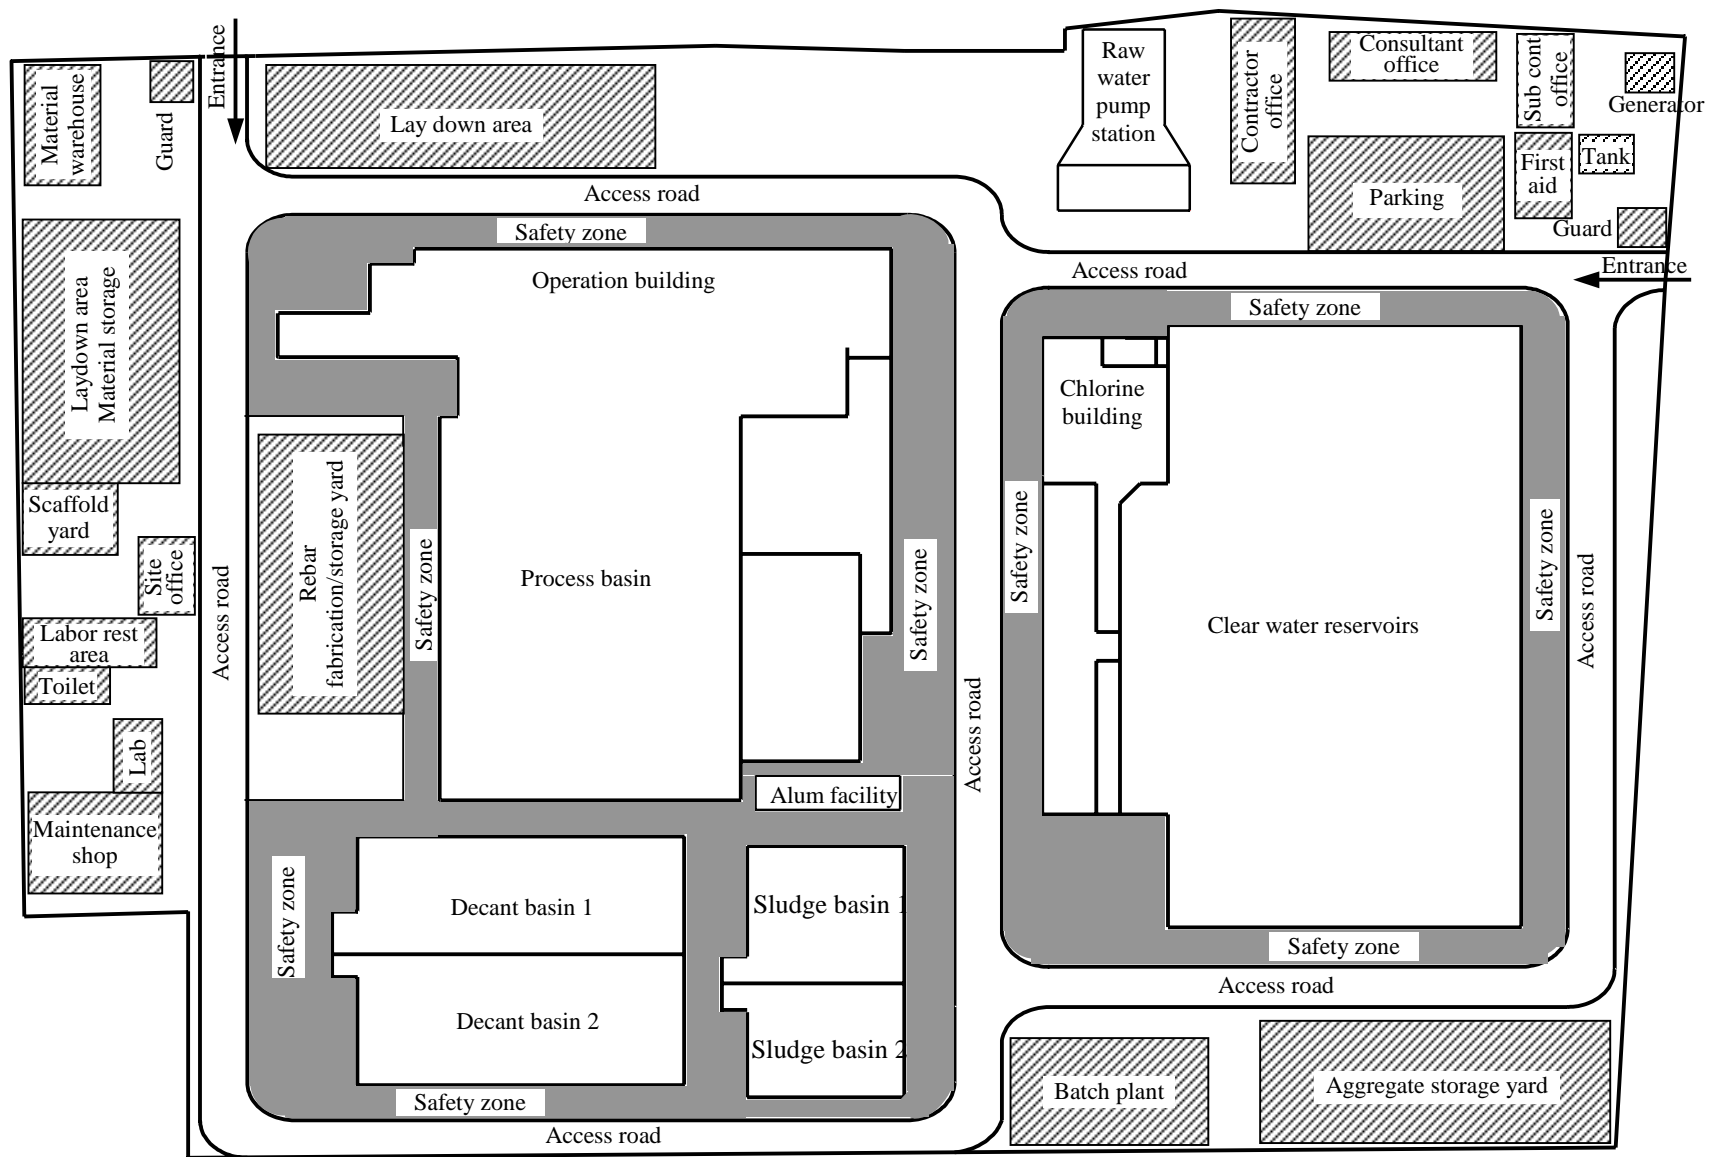 Material
warehouse
Guard
Entrance
Lay down area
Access road
Raw
water
pump
station
Contractor
office
Consultant
office
Sub cont
office
Generator
First
aid
Tank
Parking
Guard
Entrance
Access road
Safety zone
Operation building
Laydown area
Material storage
Scaffold
yard
Site
office
Labor rest
area
Toilet
Lab
Maintenance
shop
Access road
Rebar
fabrication/storage yard
Safety zone
Process basin
Safety zone
Alum facility
Safety zone
Decant basin 1
Decant basin 2
Sludge basin 1
Sludge basin 2
Safety zone
Access road
Access road
Safety zone
Chlorine
building
Safety zone
Clear water reservoirs
Safety zone
Access road
Safety zone
Access road
Batch plant
Aggregate storage yard